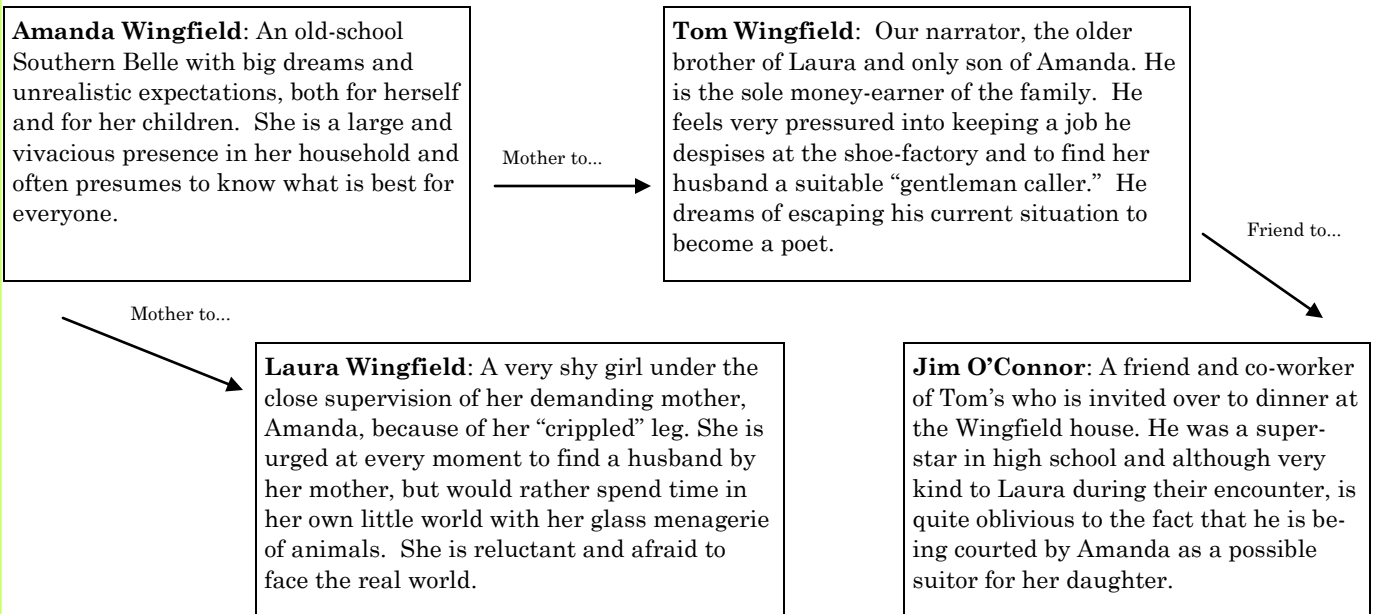 Amanda Wingfield: An old-school
Southern Belle with big dreams and
unrealistic expectations, both for herself
and for her children. She is a large and
vivacious presence in her household and
often presumes to know what is best for
everyone.
Mother to...
Tom Wingfield: Our narrator, the older
brother of Laura and only son of Amanda. He
is the sole money-earner of the family. He
feels very pressured into keeping a job he
despises at the shoe-factory and to find her
husband a suitable “gentleman caller.” He
dreams of escaping his current situation to
become a poet.
Friend to...
Mother to...
Laura Wingfield: A very shy girl under the
close supervision of her demanding mother,
Amanda, because of her “crippled” leg. She is
urged at every moment to find a husband by
her mother, but would rather spend time in
her own little world with her glass menagerie
of animals. She is reluctant and afraid to
face the real world.
Jim O’Connor: A friend and co-worker
of Tom’s who is invited over to dinner at
the Wingfield house. He was a super-
star in high school and although very
kind to Laura during their encounter, is
quite oblivious to the fact that he is be-
ing courted by Amanda as a possible
suitor for her daughter.